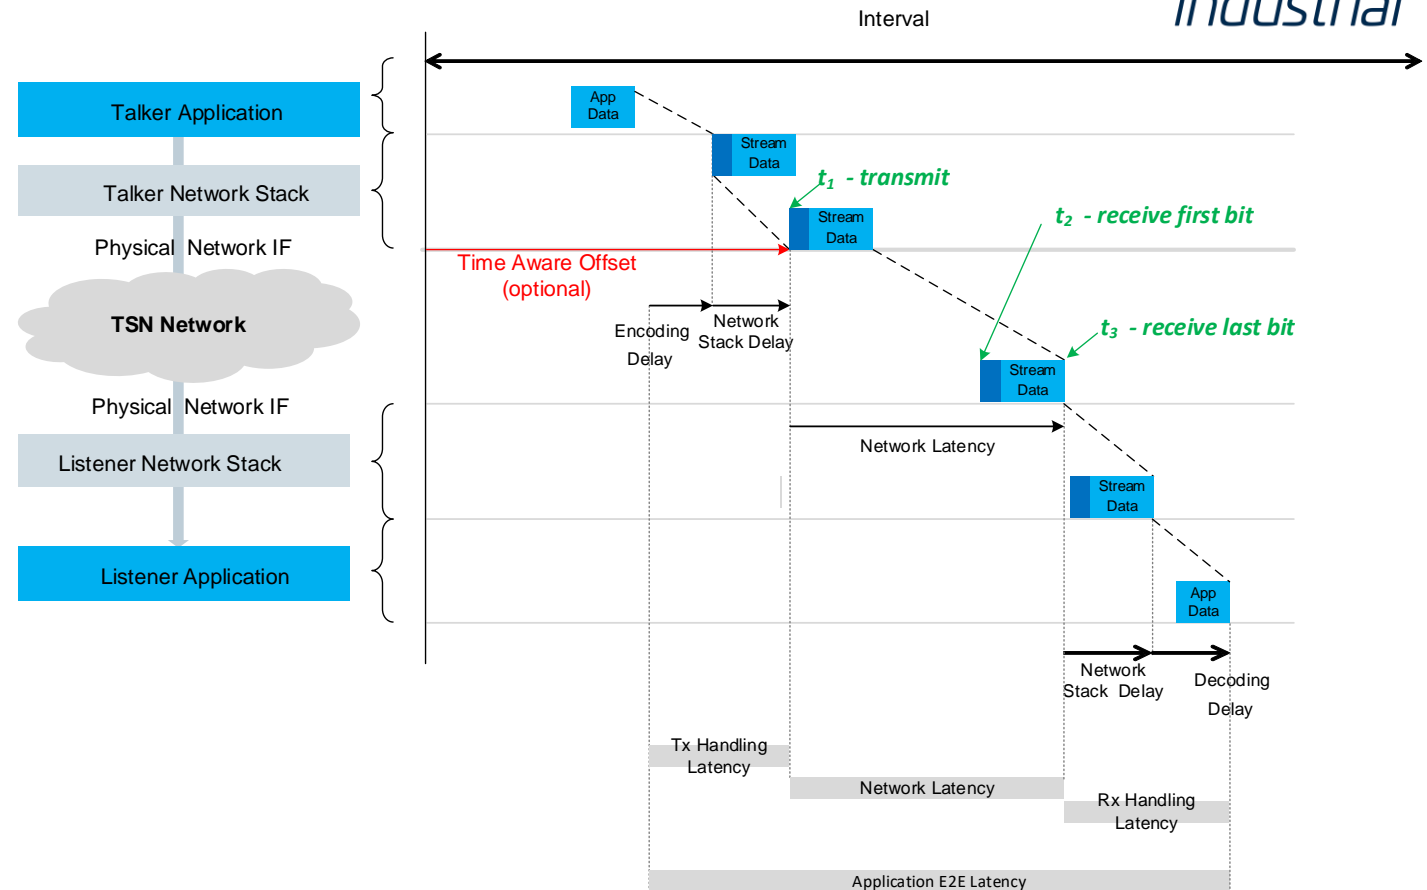 Interval
industrial
Talker Application
Talker Network Stack
Physical Network IF
TSN Network
Physical Network IF
Listener Network Stack
Listener Application
App
Data
Stream
Data
t1 - transmit
Stream
Data
t2 - receive first bit
Time Aware Offset
(optional)
Encoding
Delay
Network
Stack Delay
t3 - receive last bit
Stream
Data
Network Latency
Stream
Data
App
Data
Network
Stack Delay
Decoding
Delay
Tx Handling
Latency
Network Latency
Rx Handling
Latency
Application E2E Latency